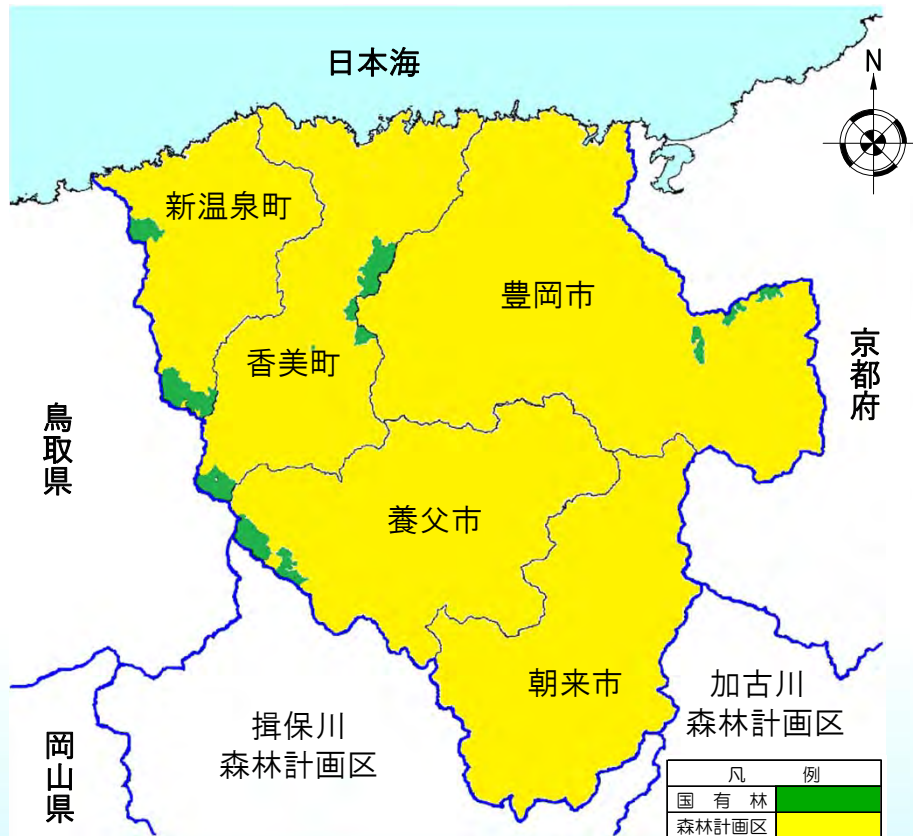 日本海
N
新温泉町
豊岡市
香美町
京都府
鳥取県
養父市
朝来市
加古川
森林計画区
揖保川
森林計画区
岡山県
凡 例
国 有 林
森林計画区